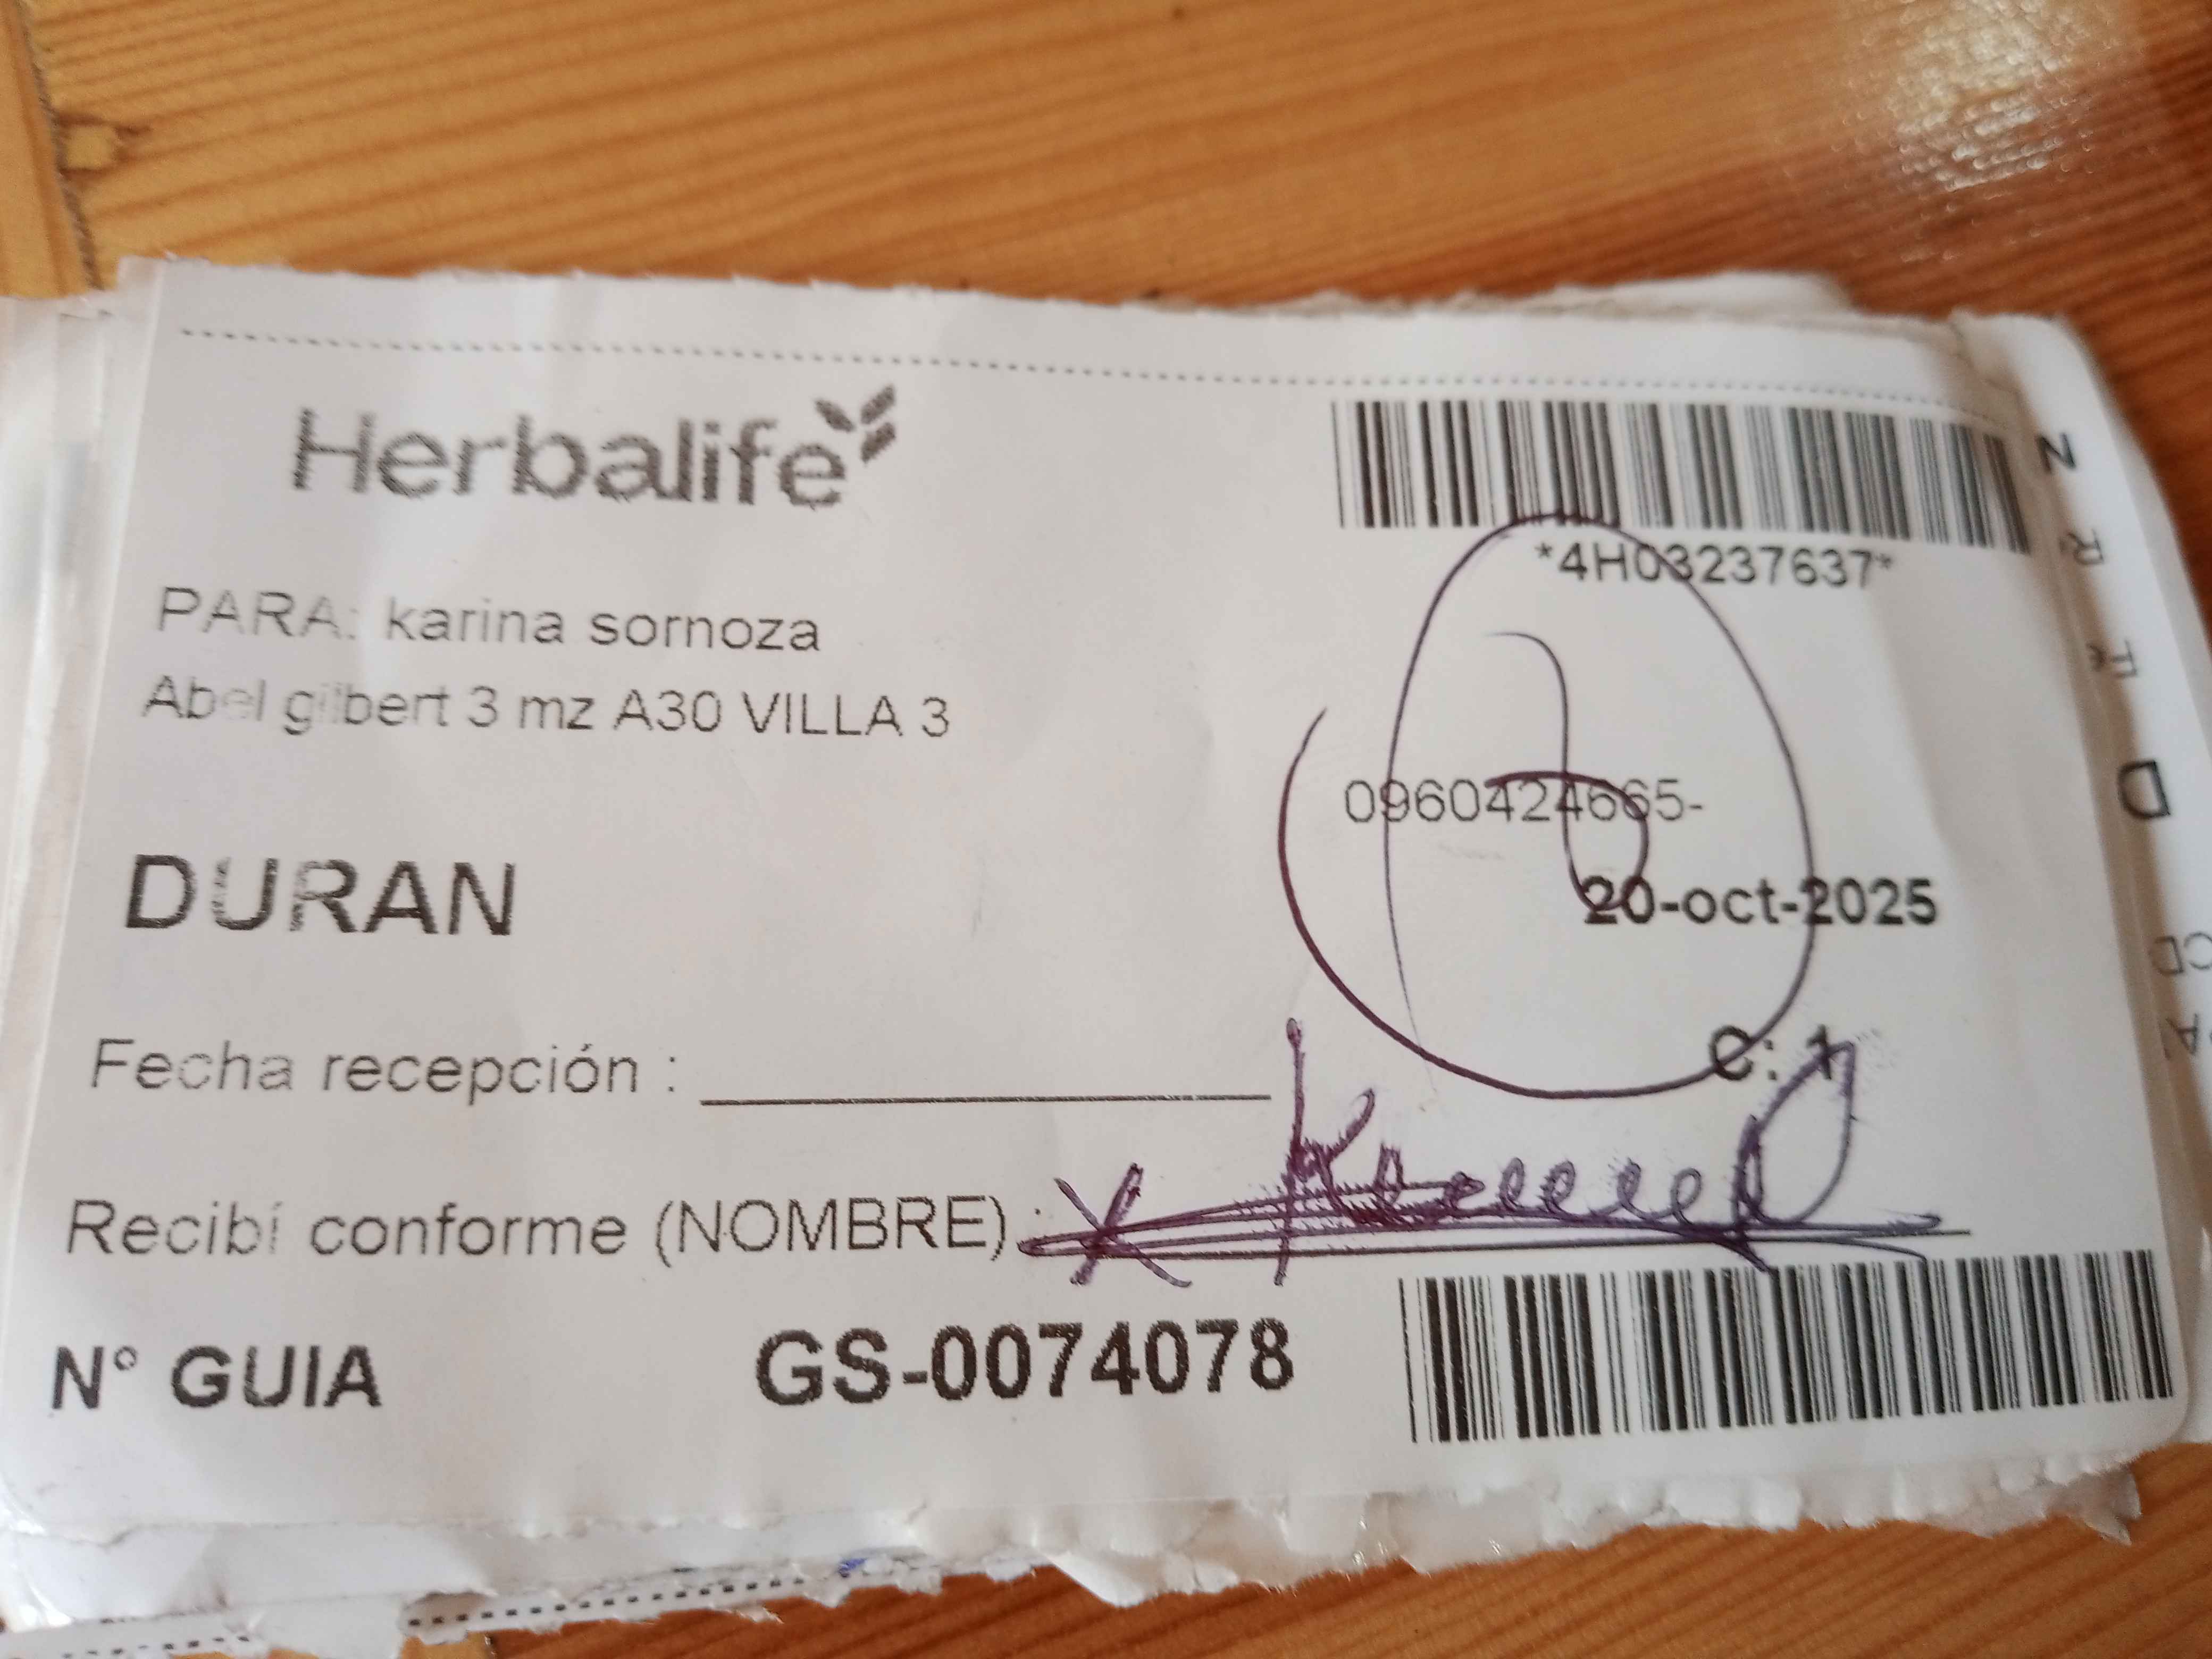 Herbalife
*4H03237637*
PARA: karina sornoza
Abel gilbert 3 mz A30 VILLA 3
0960424665-
DURAN
20-oct-2025
C: 1
Fecha recepción :
Recibí conforme (NOMBRE) :
N° GUIA GS-0074078